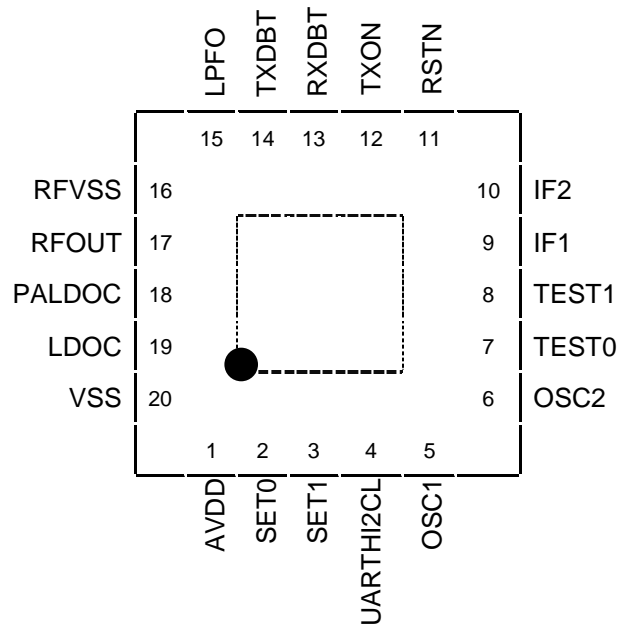 LPFO TXDBT RXDBT TXON RSTN
15 14 13 12 11
RFVSS 16 10 IF2
RFOUT 17 9 IF1
PALDOC 18 8 TEST1
LDOC 19 7 TEST0
VSS 20 6 OSC2
1 2 3 4 5
AVDD SET0 SET1 UARTHI2CL OSC1